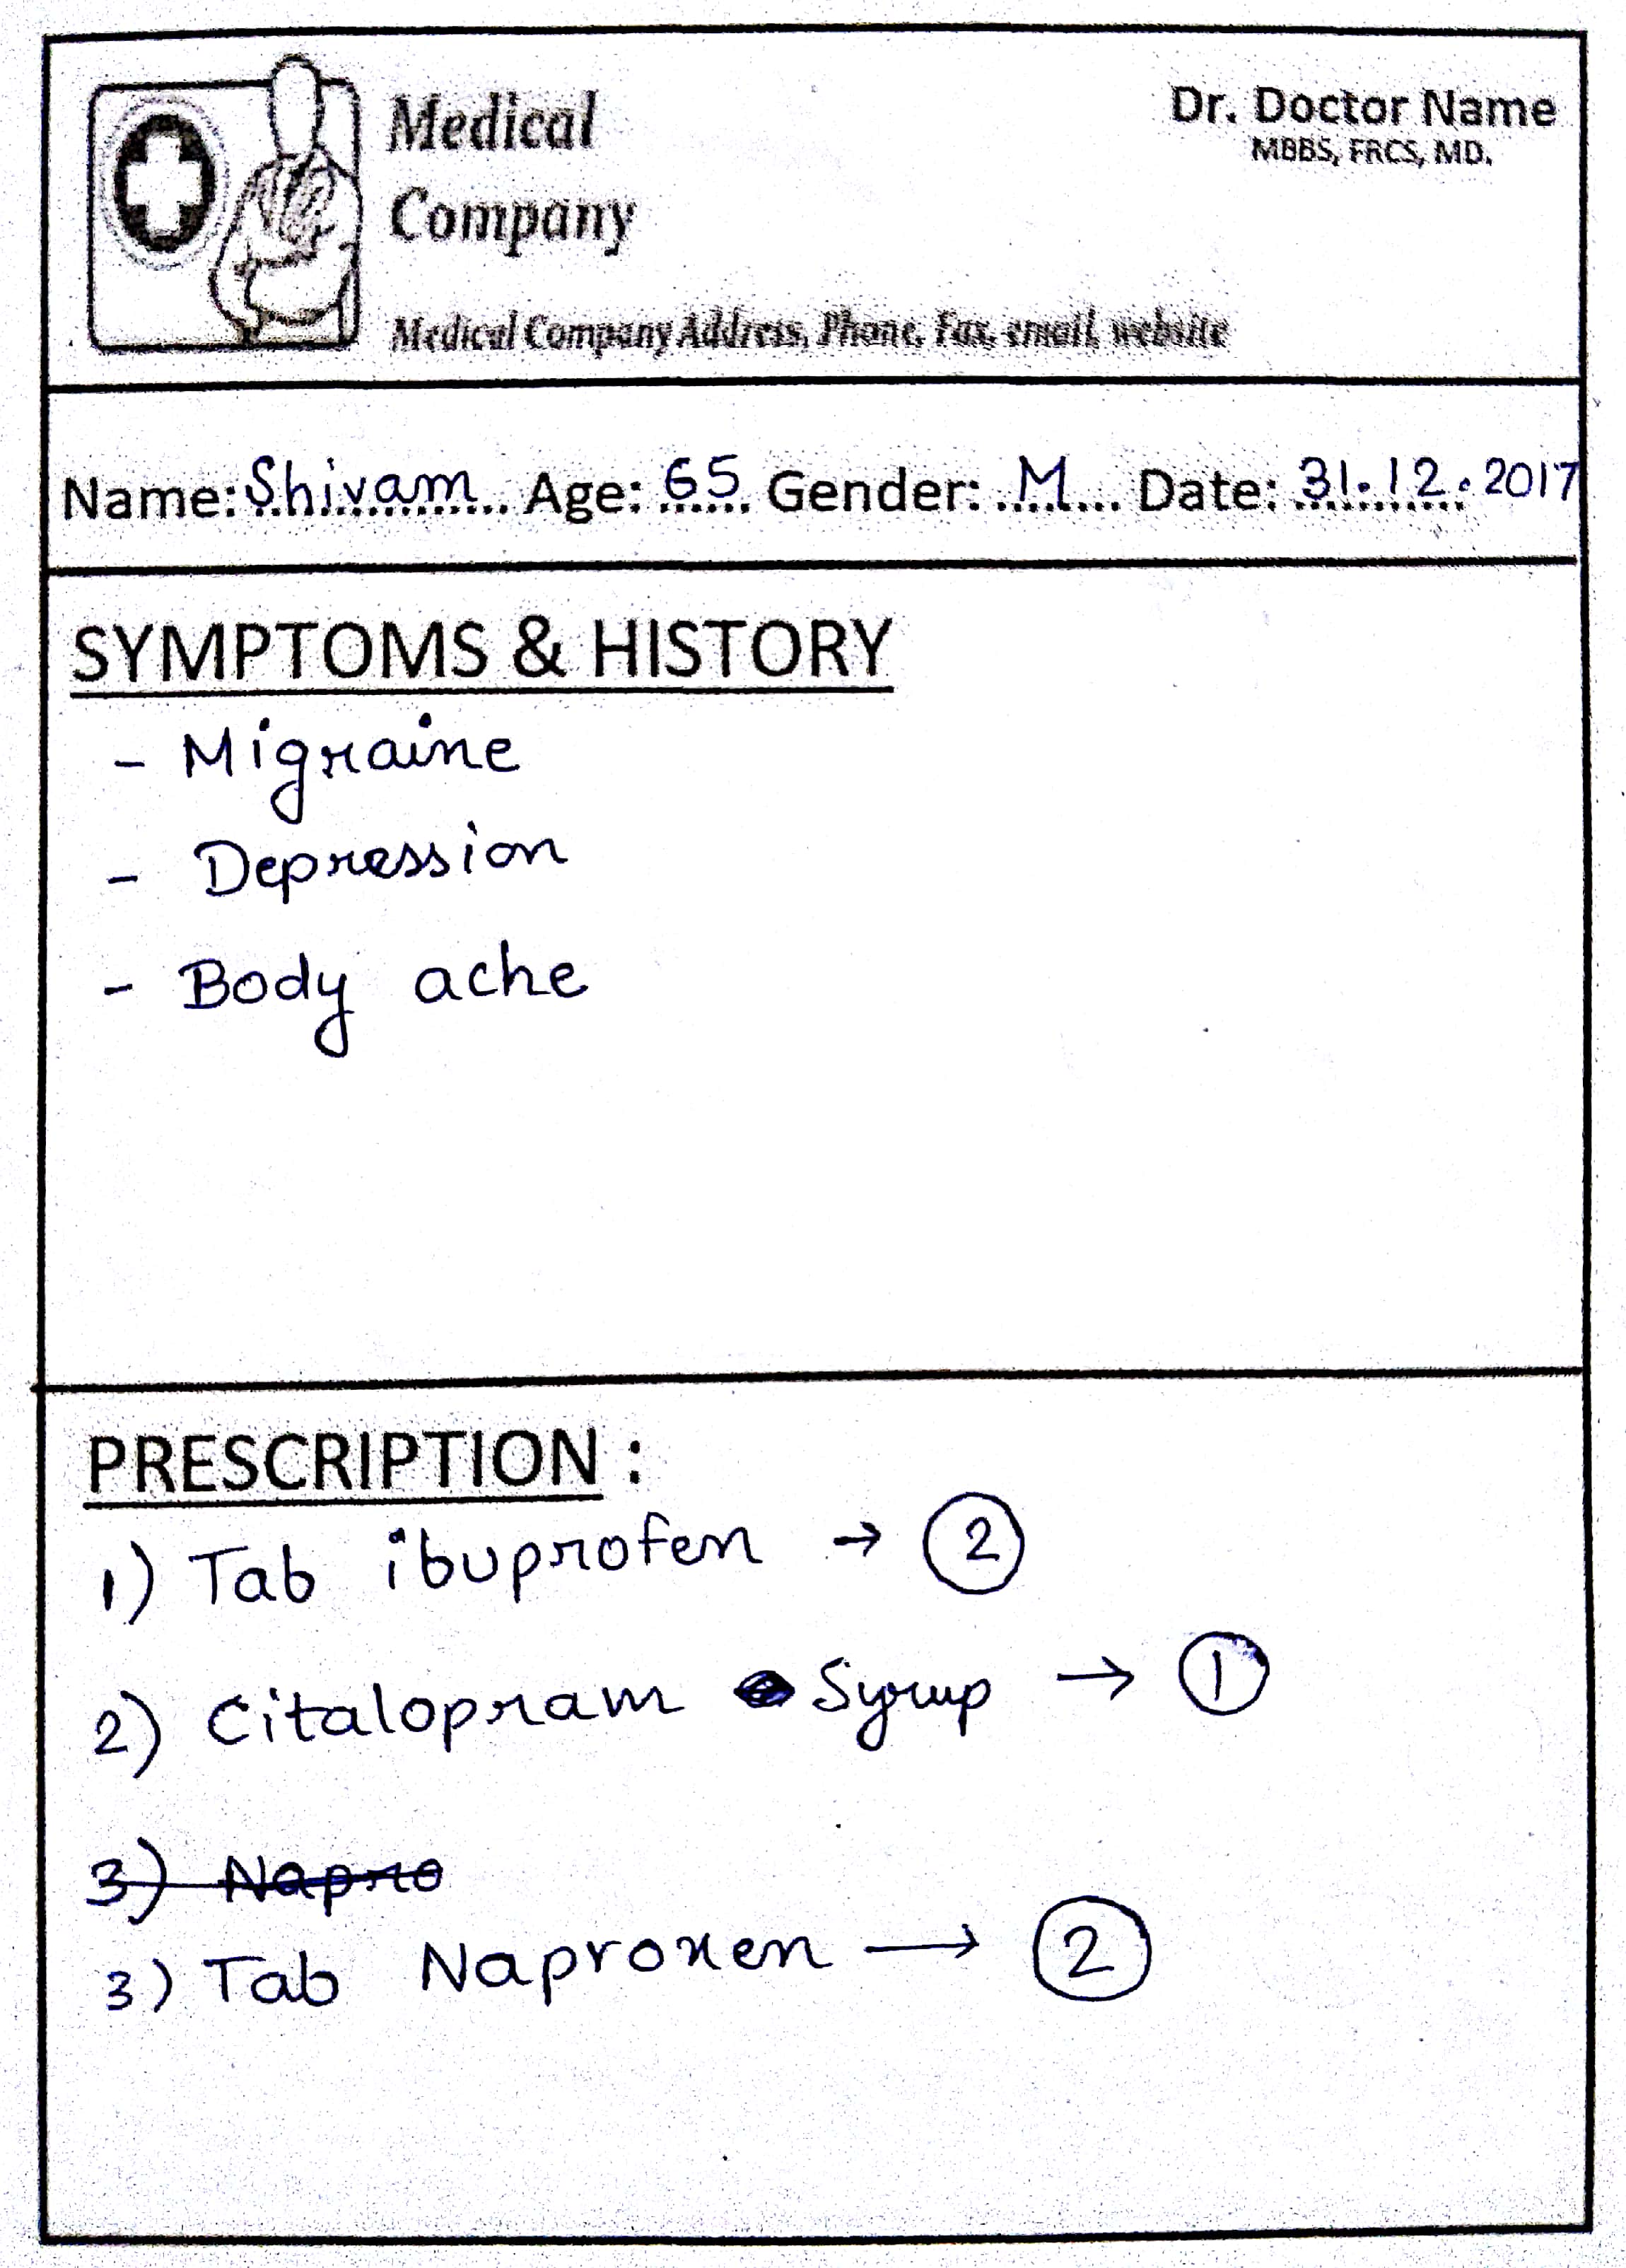 Medical
Company
Dr. Doctor Name
MBBS, FRCS, MD.
Medical Company Address, Phone, Fax, email, website
Name: Shivam Age: 65 Gender: M Date: 31.12.2017
SYMPTOMS & HISTORY
- Migraine
- Depression
- Body ache
PRESCRIPTION :
1) Tab ibuprofen → 2
2) Citalopram Syrup → 1
3) Napro
3) Tab Naproxen → 2